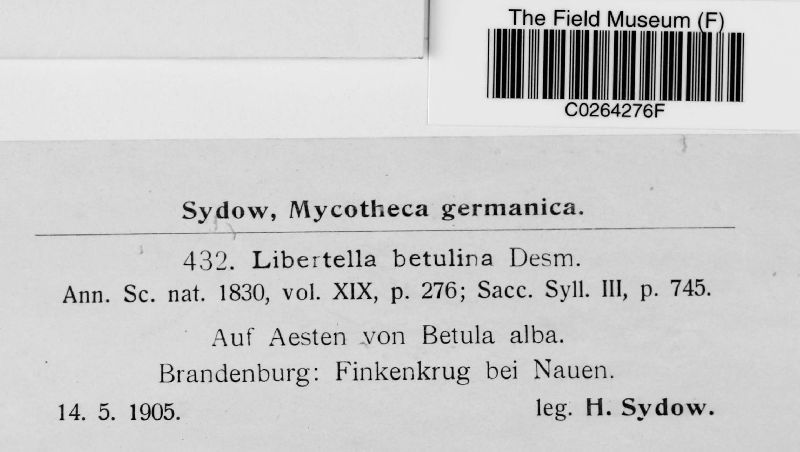 The Field Museum (F)
C0264276F
Sydow, Mycotheca germanica.
432. Libertella betulina Desm.
Ann. Sc. nat. 1830, vol. XIX, p. 276; Sacc. Syll. III, p. 745.
Auf Aesten von Betula alba.
Brandenburg: Finkenkrug bei Nauen.
14. 5. 1905. leg. H. Sydow.